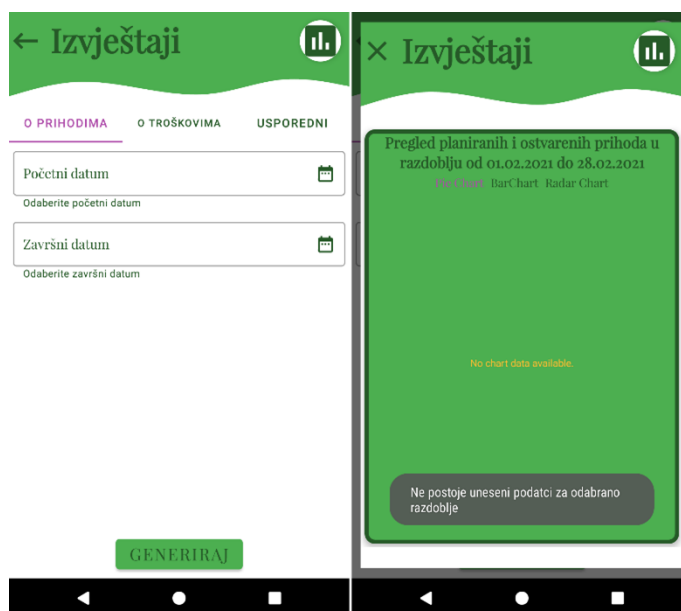 Izvještaji
O PRIHODIMA O TROŠKOVIMA USPOREDNI
Početni datum
Odaberite početni datum
Završni datum
Odaberite završni datum
GENERIRAJ
Izvještaji
Pregled planiranih i ostvarenih prihoda u
razdoblju od 01.02.2021 do 28.02.2021
Pie Chart BarChart Radar Chart
No chart data available.
Ne postoje uneseni podatci za odabrano
razdoblje